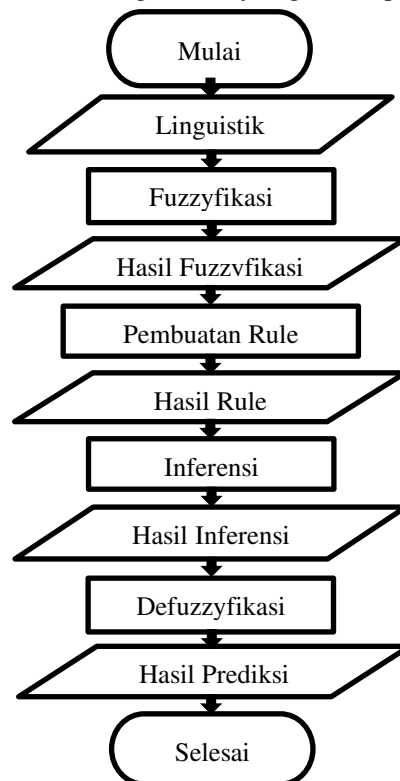 Mulai
Linguistik
Fuzzyfikasi
Hasil Fuzzyfikasi
Pembuatan Rule
Hasil Rule
Inferensi
Hasil Inferensi
Defuzzyfikasi
Hasil Prediksi
Selesai